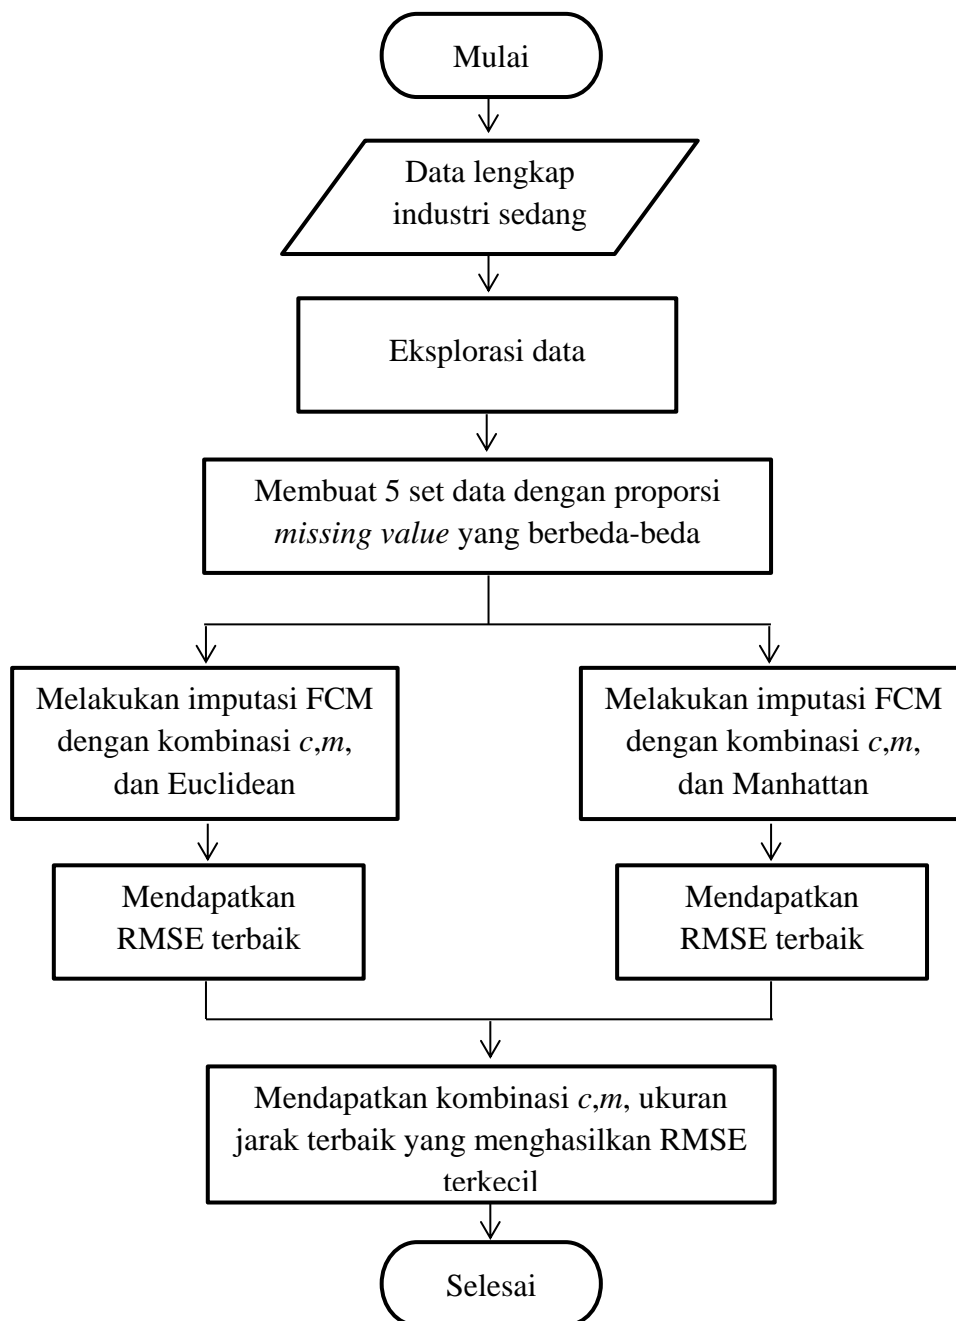 Mulai
Data lengkap
industri sedang
Eksplorasi data
Membuat 5 set data dengan proporsi
missing value yang berbeda-beda
Melakukan imputasi FCM
dengan kombinasi c,m,
dan Euclidean
Melakukan imputasi FCM
dengan kombinasi c,m,
dan Manhattan
Mendapatkan
RMSE terbaik
Mendapatkan
RMSE terbaik
Mendapatkan kombinasi c,m, ukuran
jarak terbaik yang menghasilkan RMSE
terkecil
Selesai